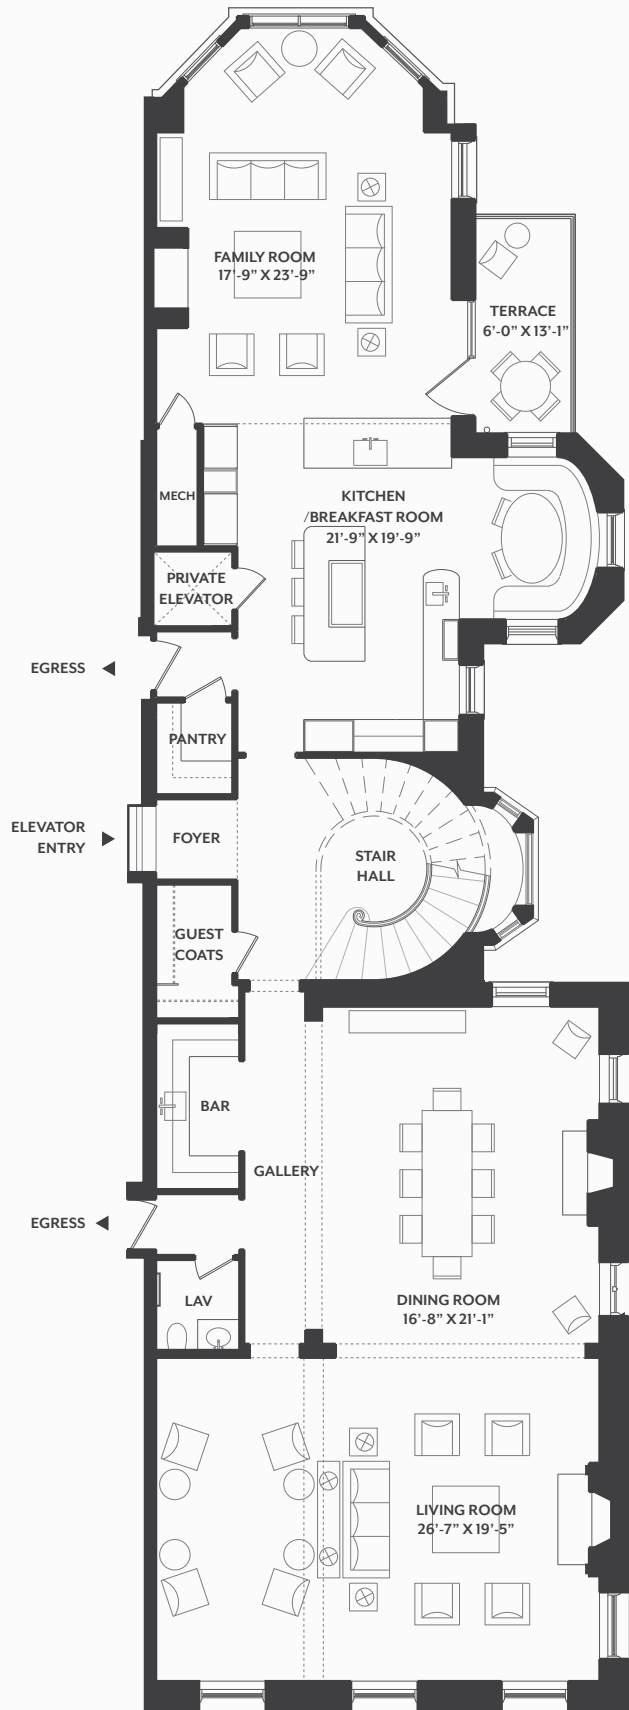 FAMILY ROOM
17'-9” X 23'-9”
TERRACE
6'-0” X 13'-1”
MECH
KITCHEN
/BREAKFAST ROOM
21'-9” X 19'-9”
PRIVATE
ELEVATOR
EGRESS
PANTRY
ELEVATOR
ENTRY
FOYER
STAIR
HALL
GUEST
COATS
BAR
GALLERY
EGRESS
LAV
DINING ROOM
16'-8” X 21'-1”
LIVING ROOM
26'-7” X 19'-5”